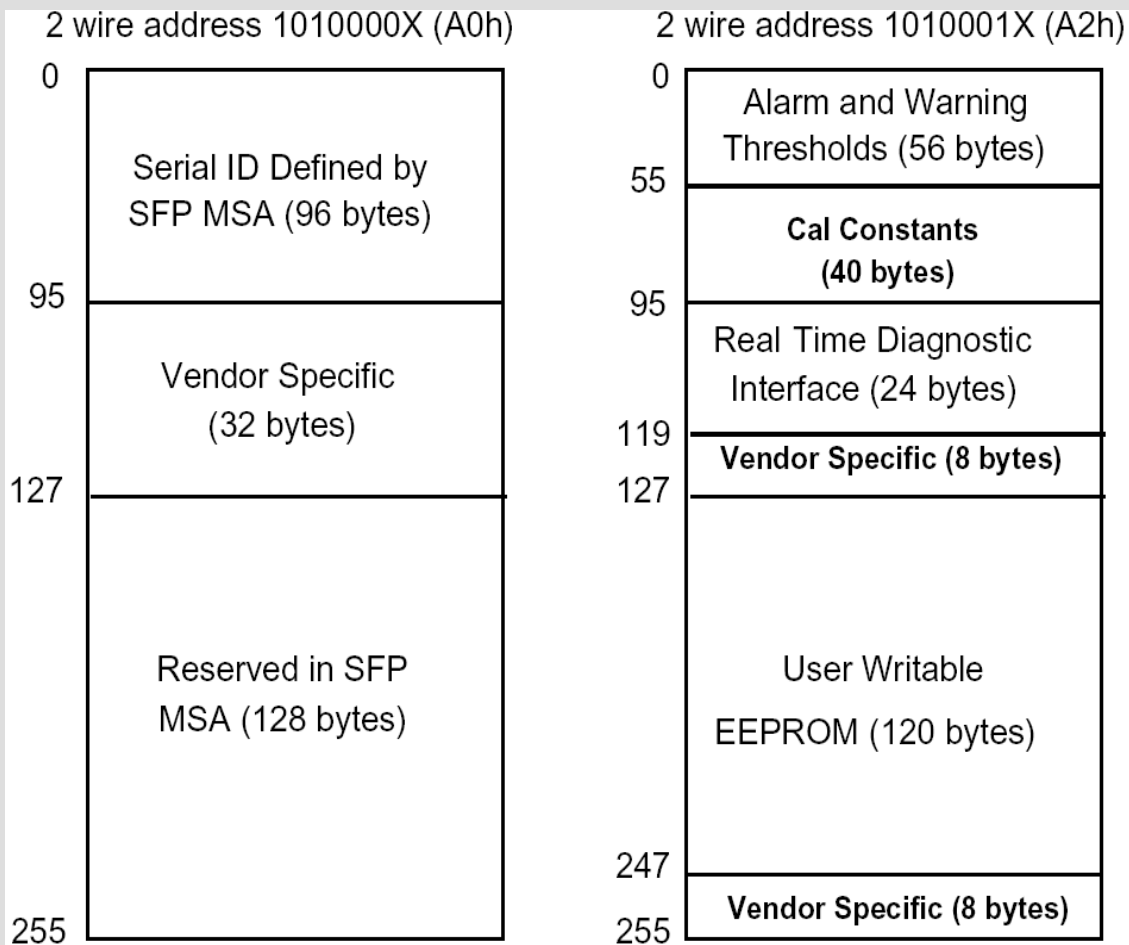 2 wire address 1010000X (A0h)
0
Serial ID Defined by
SFP MSA (96 bytes)
95
Vendor Specific
(32 bytes)
127
Reserved in SFP
MSA (128 bytes)
255
2 wire address 1010001X (A2h)
0
Alarm and Warning
Thresholds (56 bytes)
55
Cal Constants
(40 bytes)
95
Real Time Diagnostic
Interface (24 bytes)
119
Vendor Specific (8 bytes)
127
User Writable
EEPROM (120 bytes)
247
Vendor Specific (8 bytes)
255